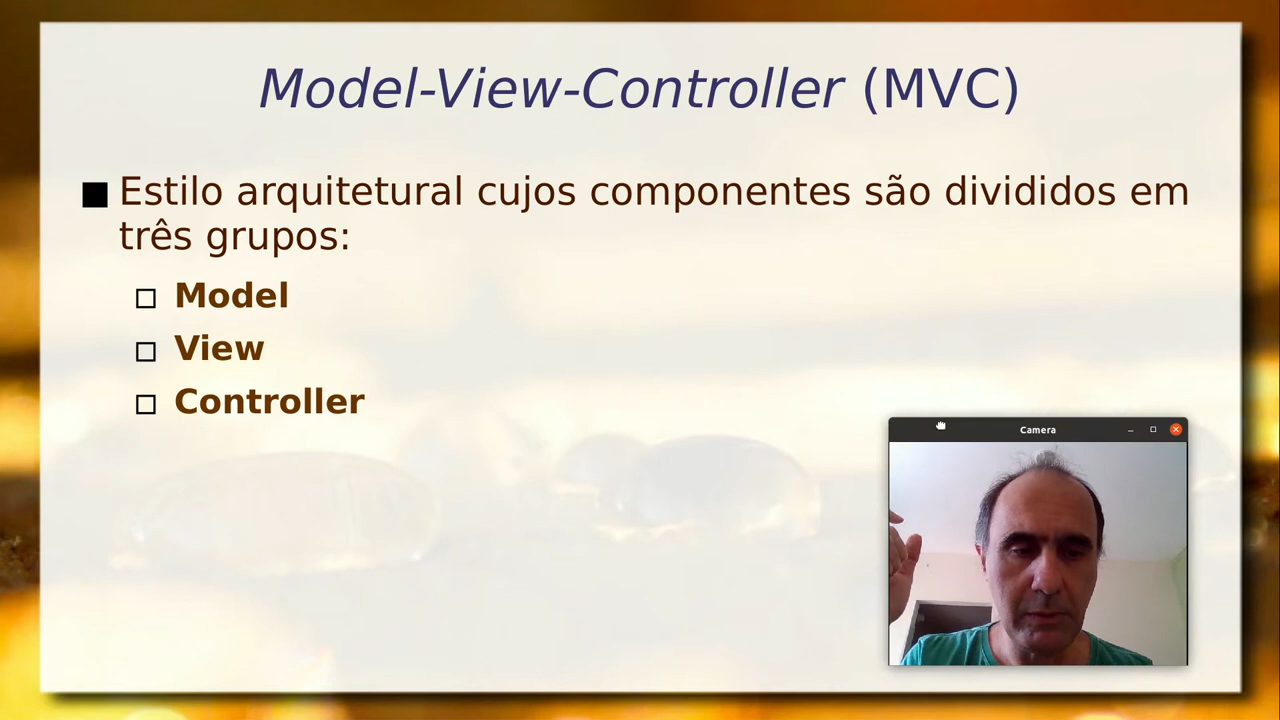 Model-View-Controller (MVC)
Estilo arquitetural cujos componentes são divididos em
três grupos:
Model
View
Controller
Camera